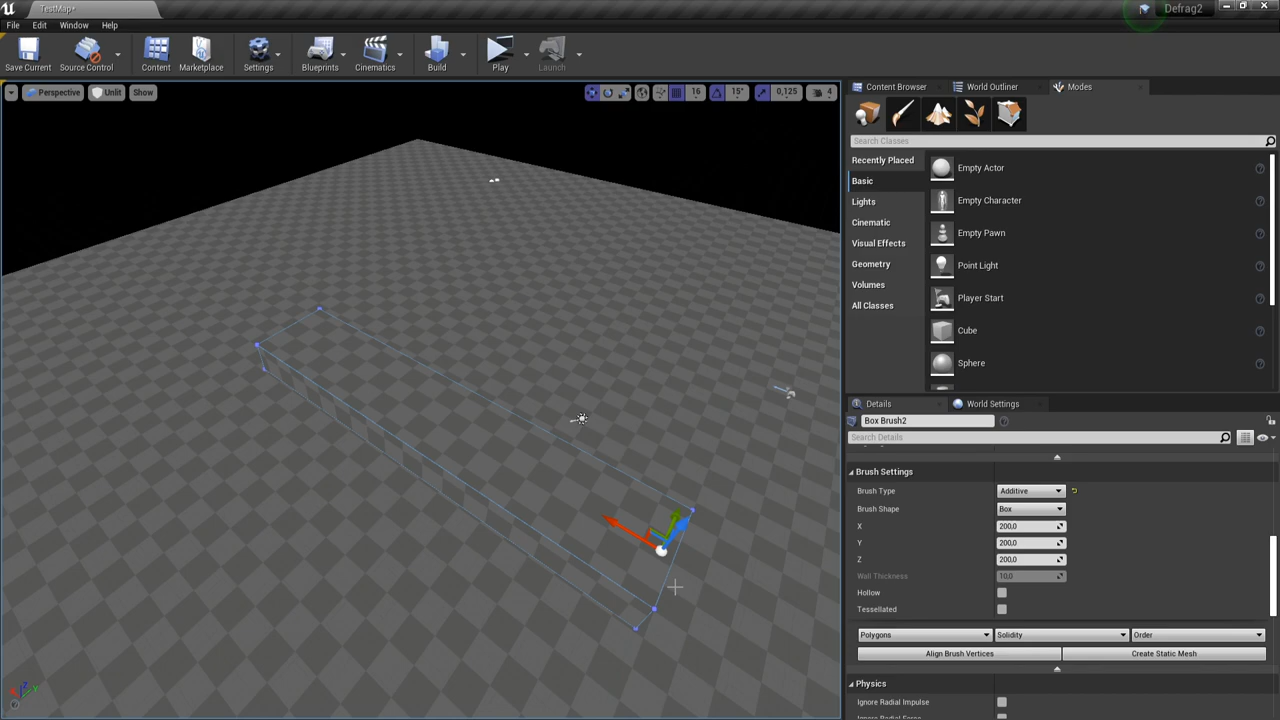 TestMap*
Defrag2
File Edit Window Help
Save Current
Source Control
Content
Marketplace
Settings
Blueprints
Cinematics
Build
Play
Launch
Perspective
Unlit
Show
16
15°
0,125
4
Content Browser
World Outliner
Modes
Search Classes
Recently Placed
Basic
Lights
Cinematic
Visual Effects
Geometry
Volumes
All Classes
Empty Actor
Empty Character
Empty Pawn
Point Light
Player Start
Cube
Sphere
Details
World Settings
Box Brush2
Search Details
Brush Settings
Brush Type Additive
Brush Shape Box
X 200,0
Y 200,0
Z 200,0
Wall Thickness 10,0
Hollow
Tessellated
Polygons Solidity Order
Align Brush Vertices Create Static Mesh
Physics
Ignore Radial Impulse